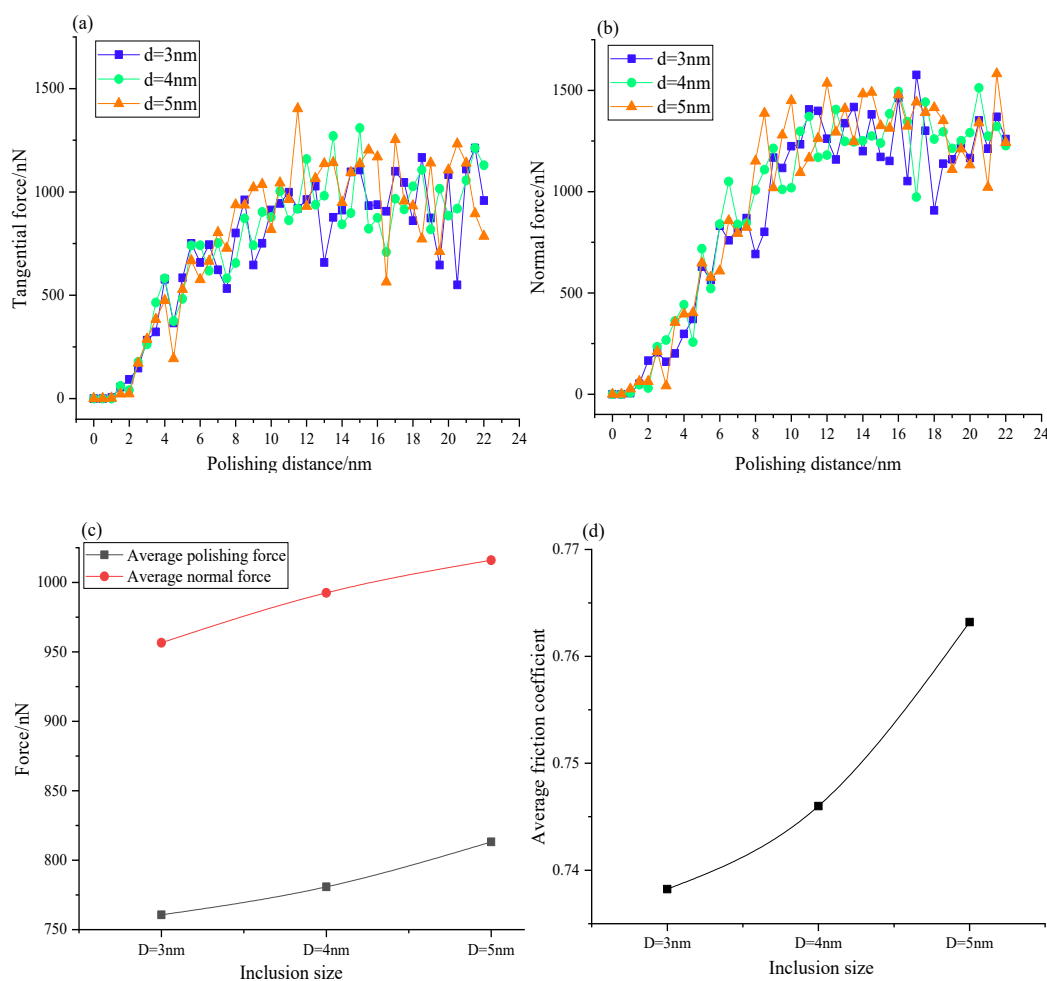 (a)
d=3nm
d=4nm
d=5nm
Tangential force/nN
1500
1000
500
0
0 2 4 6 8 10 12 14 16 18 20 22 24
Polishing distance/nm
(b)
d=3nm
d=4nm
d=5nm
Normal force/nN
1500
1000
500
0
0 2 4 6 8 10 12 14 16 18 20 22 24
Polishing distance/nm
(c)
Average polishing force
Average normal force
Force/nN
1000
950
900
850
800
750
D=3nm D=4nm D=5nm
Inclusion size
(d)
Average friction coefficient
0.77
0.76
0.75
0.74
D=3nm D=4nm D=5nm
Inclusion size